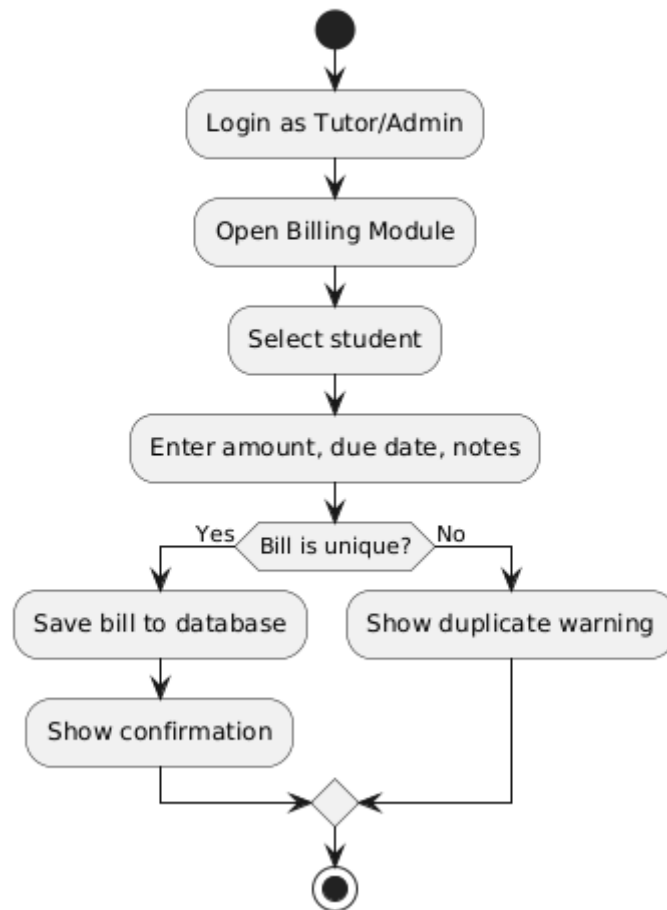 Login as Tutor/Admin
Open Billing Module
Select student
Enter amount, due date, notes
Yes
Bill is unique?
No
Save bill to database
Show duplicate warning
Show confirmation